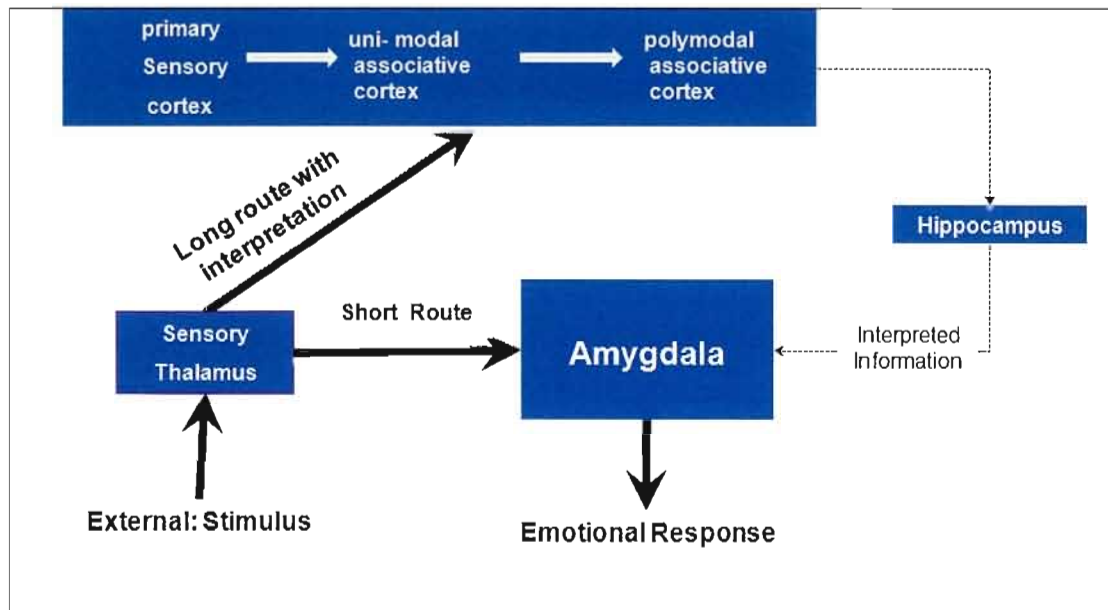 primary
Sensory
cortex
uni- modal
associative
cortex
polymodal
associative
cortex
Long route with
interpretation
Hippocampus
Short Route
Sensory
Thalamus
Amygdala
Interpreted
Information
External: Stimulus
Emotional Response